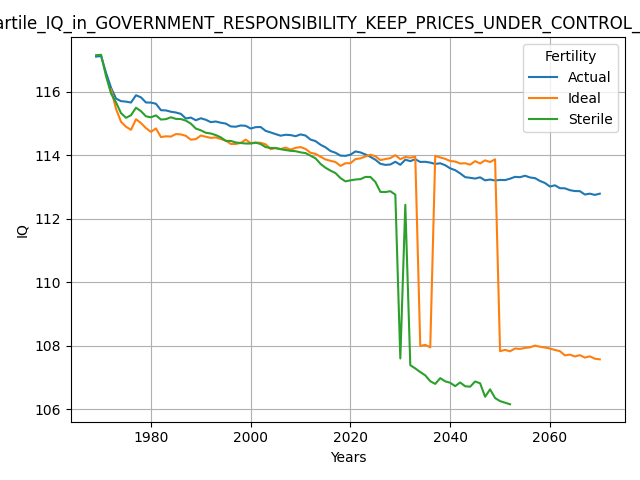 artile_IQ_in_GOVERNMENT_RESPONSIBILITY_KEEP_PRICES_UNDER_CONTROL_
Fertility
Actual
Ideal
Sterile
IQ
116
114
112
110
108
106
1980 2000 2020 2040 2060
Years